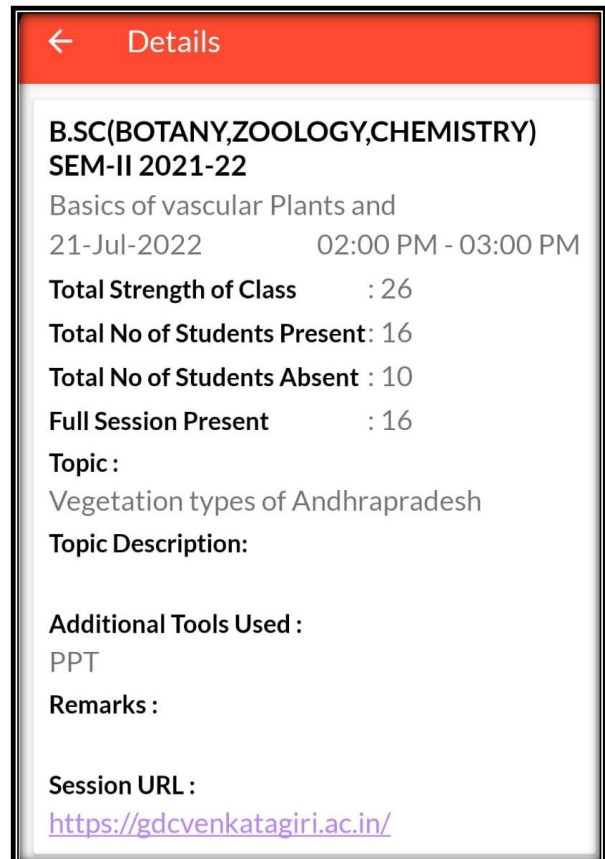 Details
B.SC(BOTANY,ZOOLOGY,CHEMISTRY)
SEM-II 2021-22
Basics of vascular Plants and
21-Jul-2022 02:00 PM - 03:00 PM
Total Strength of Class : 26
Total No of Students Present: 16
Total No of Students Absent : 10
Full Session Present : 16
Topic :
Vegetation types of Andhrapradesh
Topic Description:
Additional Tools Used :
PPT
Remarks :
Session URL :
https://gdcvenkatagiri.ac.in/